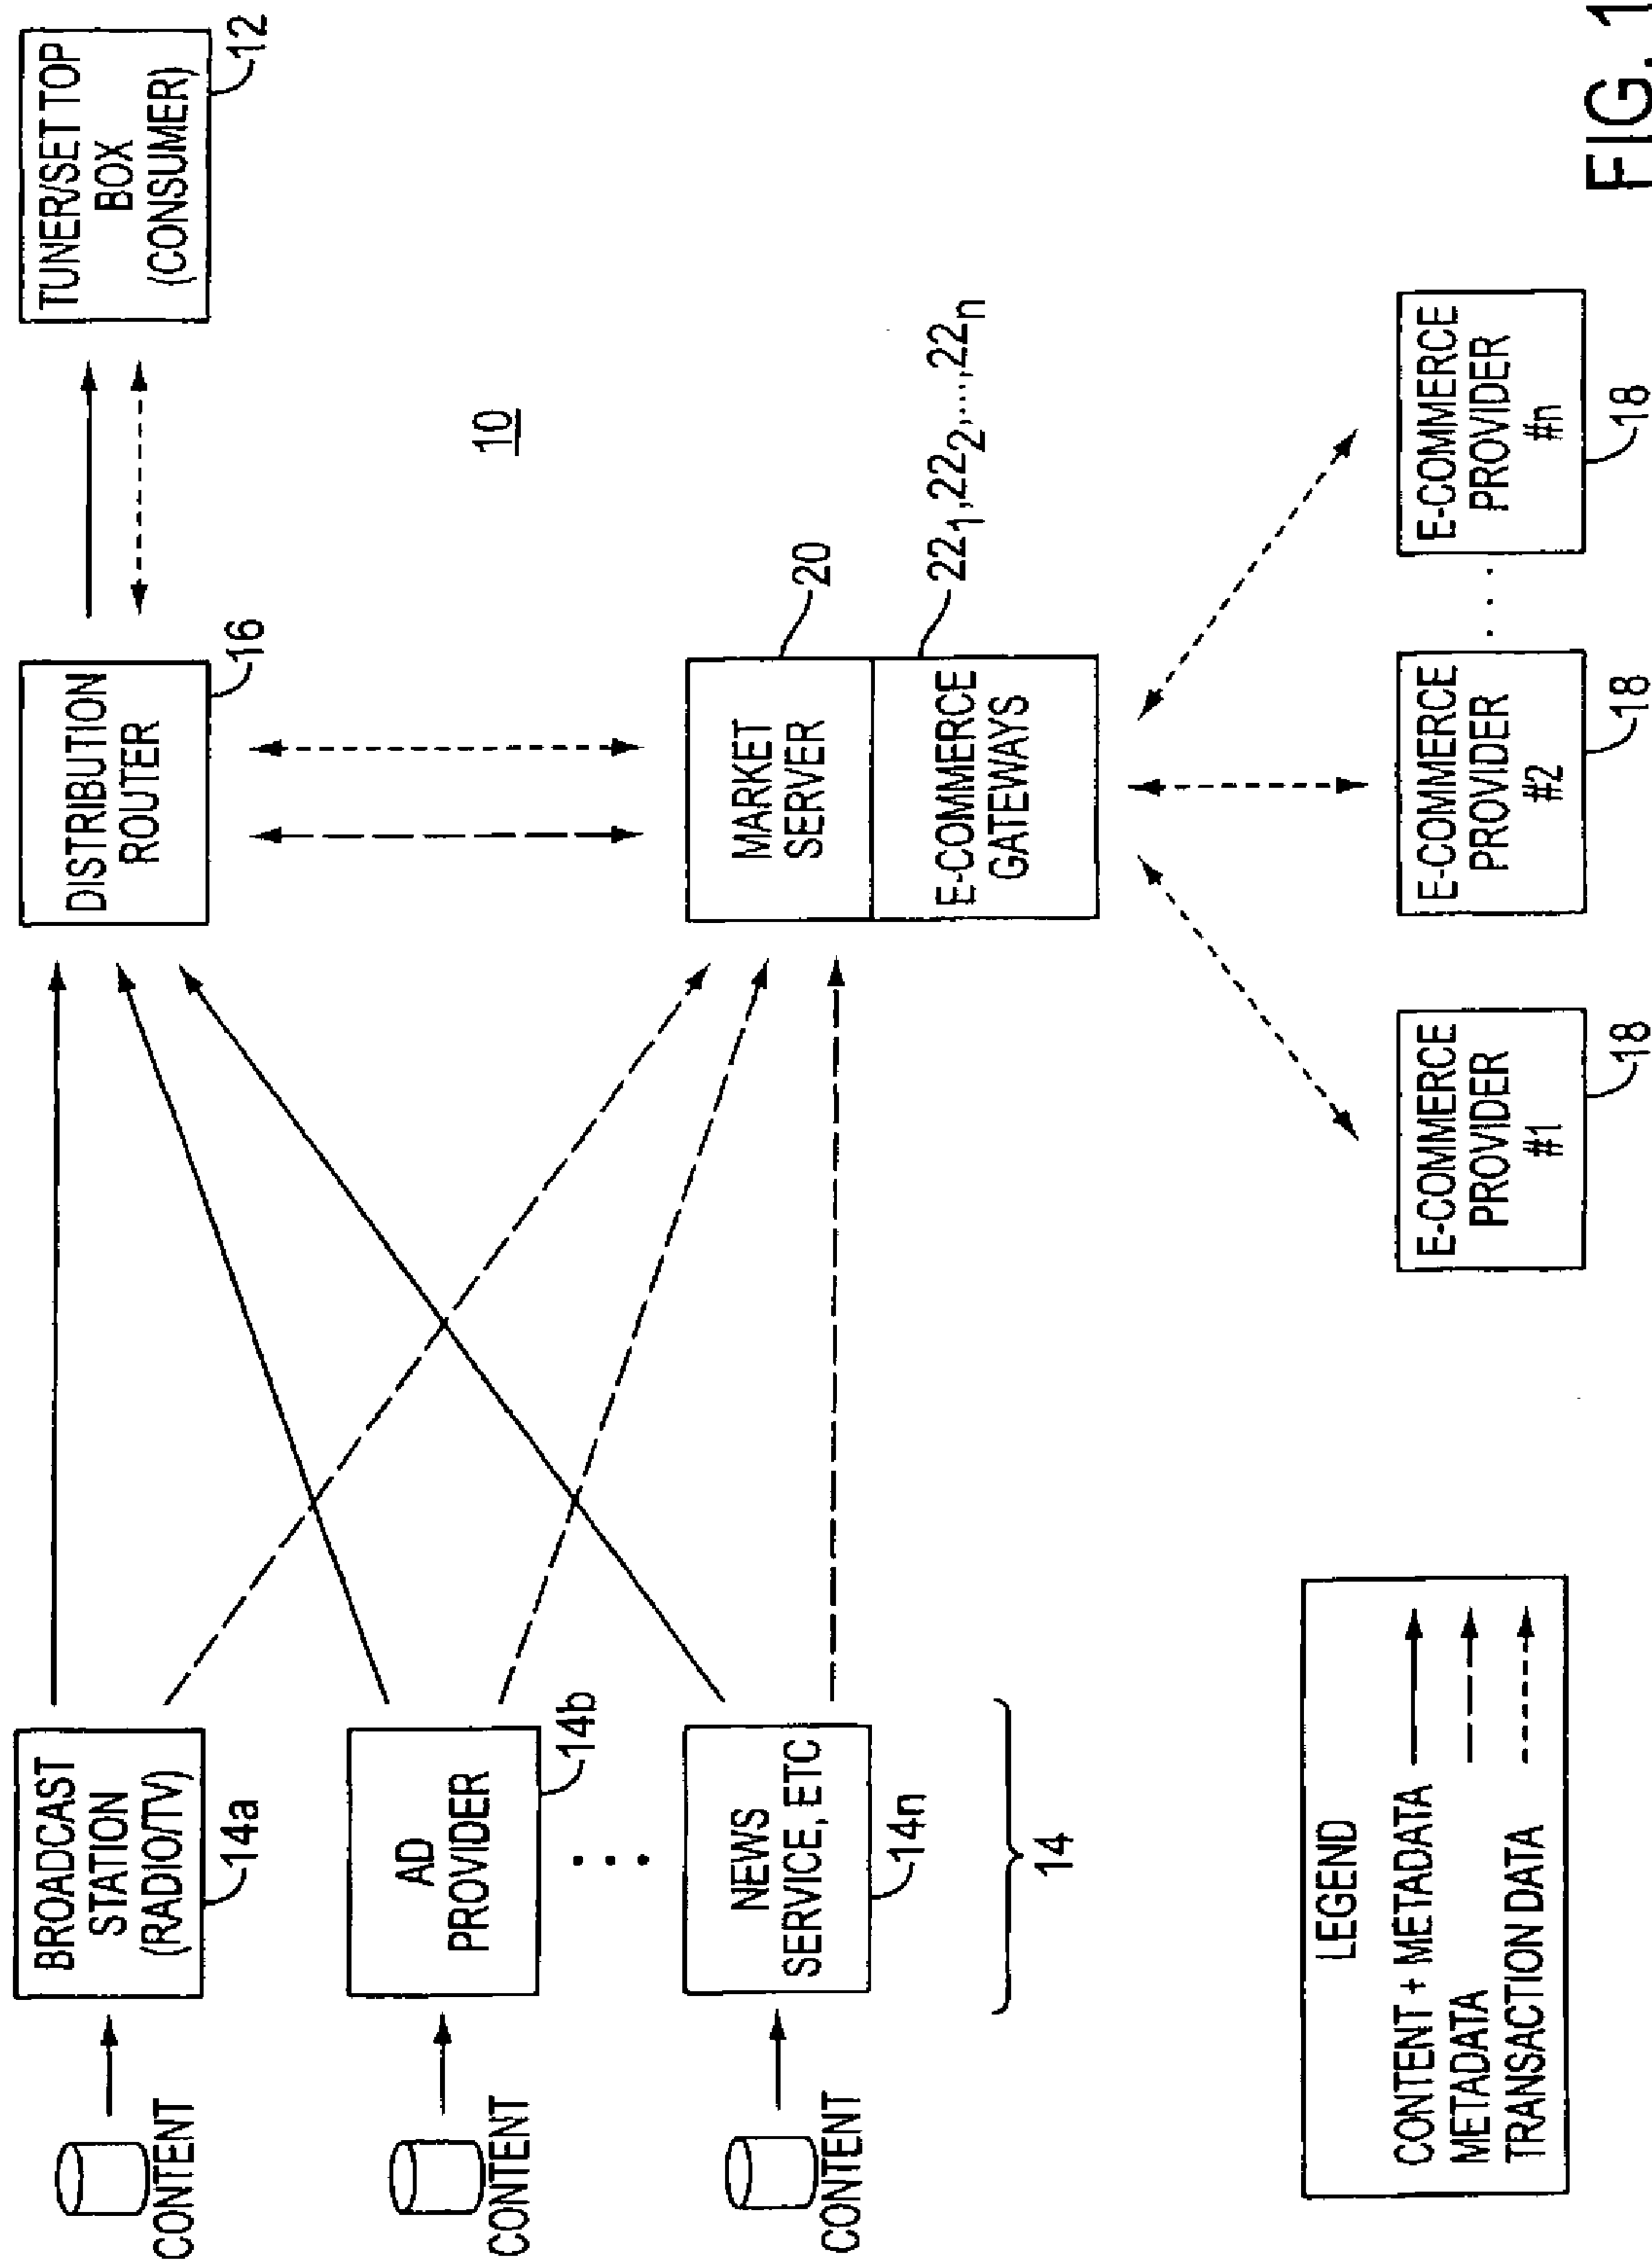 CONTENT
BROADCAST
STATION
(RADIO/TV)
14a
DISTRIBUTION
ROUTER
16
TUNER/SET TOP
BOX
(CONSUMER)
12
CONTENT
AD
PROVIDER
14b
10
CONTENT
NEWS
SERVICE, ETC
14n
14
MARKET
SERVER
20
E-COMMERCE
GATEWAYS
22₁,22₂,...,22ₙ
LEGEND
CONTENT + METADATA
METADATA
TRANSACTION DATA
E-COMMERCE
PROVIDER
#1
18
E-COMMERCE
PROVIDER
#2
18
E-COMMERCE
PROVIDER
#n
18
FIG. 1